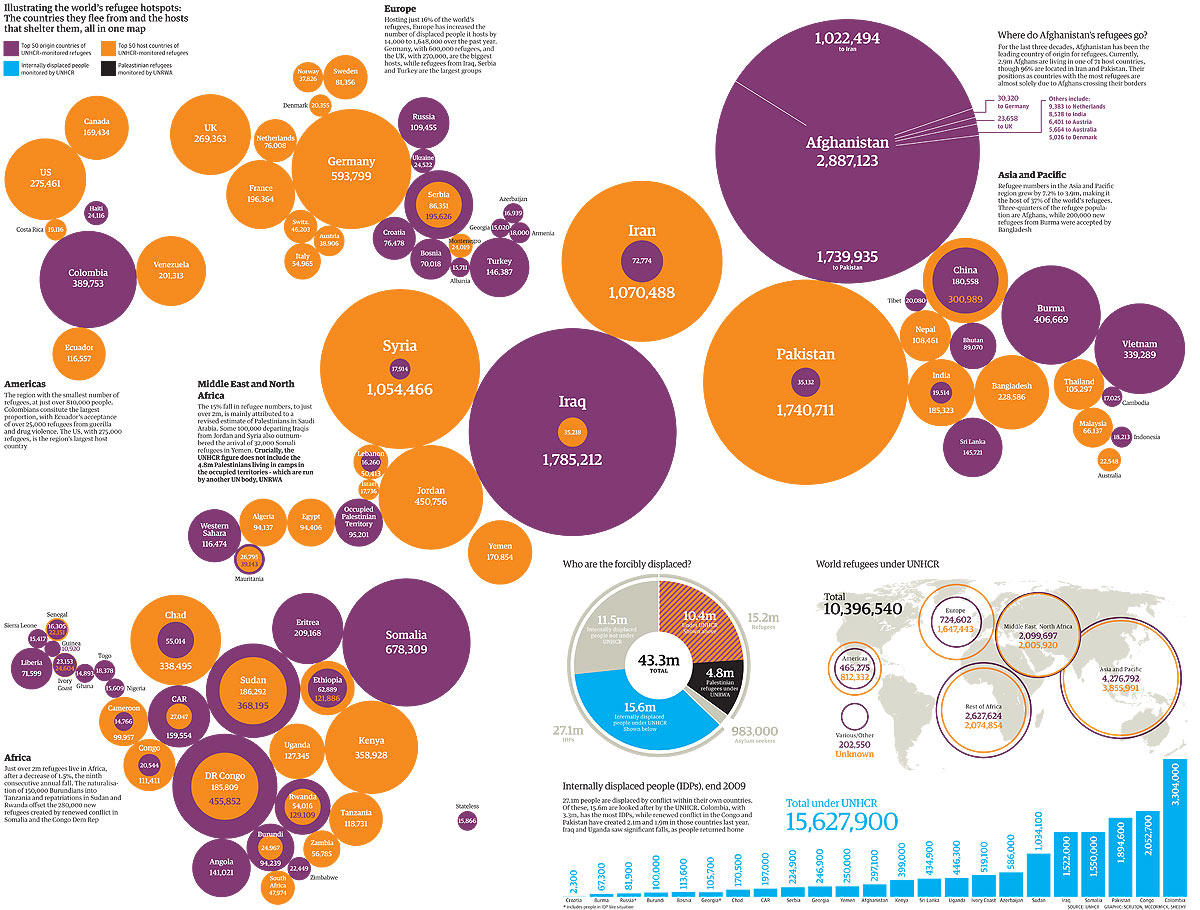 Illustrating the world's refugee hotspots:
The countries they flee from and the hosts
that shelter them, all in one map
Top 50 origin countries of
UNHCR-monitored refugees
Top 50 host countries of
UNHCR-monitored refugees
Internally displaced people
monitored by UNHCR
Palestinian refugees
monitored by UNRWA
Europe
Hosting just 16% of the world's
refugees, Europe has increased the
number of displaced people it hosts by
14,000 to 1,648,000 over the past year.
Germany, with 600,000 refugees, and
the UK, with 270,000, are the biggest
hosts, while refugees from Iraq, Serbia
and Turkey are the largest groups
Where do Afghanistan's refugees go?
For the last three decades, Afghanistan has been the
leading country of origin for refugees. Currently,
2.9m Afghans are living in one of 71 host countries,
though 96% are located in Iran and Pakistan. Their
positions as countries with the most refugees are
almost solely due to Afghans crossing their borders
1,022,494
to Iran
Afghanistan
2,887,123
1,739,935
to Pakistan
30,320
to Germany
23,658
to UK
Others include:
9,383 to Netherlands
8,528 to India
6,401 to Austria
5,664 to Australia
5,026 to Denmark
Canada
169,434
US
275,461
Haiti
24,116
Costa Rica
19,116
Colombia
389,753
Venezuela
201,313
Ecuador
116,557
Americas
The region with the smallest number of
refugees, at just over 810,000 people.
Colombians consitute the largest
proportion, with Ecuador's acceptance
of over 25,000 refugees from guerilla
and drug violence. The US, with 275,000
refugees, is the region's largest host
country
Norway
37,826
Sweden
81,356
Denmark
20,355
UK
269,363
Netherlands
76,008
Germany
593,799
France
196,364
Switz
46,203
Austria
38,906
Italy
54,965
Russia
109,455
Ukraine
24,522
Serbia
86,351
195,626
Croatia
76,478
Bosnia
70,018
Montenegro
24,019
Albania
15,711
Azerbaijan
16,939
Georgia
15,020
18,000
Armenia
Turkey
146,387
Asia and Pacific
Refugee numbers in the Asia and Pacific
region grew by 7.2% to 3.9m, making it
the host of 37% of the world's refugees.
Three-quarters of the refugee popula-
tion are Afghans, while 200,000 new
refugees from Burma were accepted by
Bangladesh
Iran
72,774
1,070,488
Pakistan
35,132
1,740,711
China
180,558
300,989
Tibet
20,080
Nepal
108,461
Bhutan
89,070
Burma
406,669
Vietnam
339,289
India
19,514
185,323
Bangladesh
228,586
Thailand
105,297
17,025
Cambodia
Malaysia
66,137
18,213
Indonesia
Sri Lanka
145,721
22,548
Australia
Middle East and North
Africa
The 15% fall in refugee numbers, to just
over 2m, is mainly attributed to a
revised estimate of Palestinians in Saudi
Arabia. Some 100,000 departing Iraqis
from Jordan and Syria also outnum-
bered the arrival of 32,000 Somali
refugees in Yemen. Crucially, the
UNHCR figure does not include the
4.8m Palestinians living in camps in
the occupied territories - which are run
by another UN body, UNRWA
Syria
17,914
1,054,466
Iraq
35,218
1,785,212
Lebanon
16,260
50,413
Israel
17,736
Jordan
450,756
Yemen
170,854
Western
Sahara
116,474
Algeria
94,137
Egypt
94,406
Occupied
Palestinian
Territory
95,201
26,795
39,143
Mauritania
Africa
Just over 2m refugees live in Africa,
after a decrease of 1.5%, the ninth
consecutive annual fall. The naturalisa-
tion of 150,000 Burundians into
Tanzania and repatriations in Sudan and
Rwanda offset the 280,000 new
refugees created by renewed conflict in
Somalia and the Congo Dem Rep
Senegal
16,305
22,151
Sierra Leone
15,417
Guinea
10,920
Liberia
71,599
23,153
24,604
Ivory
Coast
14,893
Ghana
Togo
18,378
15,609
Nigeria
Chad
55,014
338,495
Eritrea
209,168
Somalia
678,309
Sudan
186,292
368,195
Ethiopia
62,889
121,886
CAR
27,047
159,554
Cameroon
14,766
99,957
Congo
20,544
111,411
Kenya
358,928
Uganda
127,345
DR Congo
185,809
455,852
Rwanda
54,016
129,109
Tanzania
118,731
Burundi
24,967
94,239
Zambia
56,785
Angola
141,021
22,449
Zimbabwe
South
Africa
47,974
Stateless
15,866
Who are the forcibly displaced?
43.3m
TOTAL
10.4m
Under UNHCR
Shown above
15.2m
Refugees
4.8m
Palestinian
refugees under
UNRWA
983,000
Asylum seekers
15.6m
Internally displaced
people under UNHCR
Shown below
27.1m
IDPs
11.5m
Internally displaced
people not under
UNHCR
World refugees under UNHCR
Total
10,396,540
Europe
724,602
1,647,443
Middle East, North Africa
2,099,697
2,005,920
Americas
465,275
812,332
Asia and Pacific
4,276,792
3,855,991
Rest of Africa
2,627,624
2,074,854
Various/Other
202,550
Unknown
Internally displaced people (IDPs), end 2009
27.1m people are displaced by conflict within their own countries.
Of these, 15.6m are looked after by the UNHCR. Colombia, with
3.3m, has the most IDPs, while renewed conflict in the Congo and
Pakistan have created 2.1m and 1.9m in those countries last year.
Iraq and Uganda saw significant falls, as people returned home
Total under UNHCR
15,627,900
2,300
67,300
81,900
100,000
113,600
105,700
170,500
197,000
224,900
246,900
250,000
297,100
399,000
434,900
446,300
519,100
586,000
1,034,100
1,522,000
1,550,000
1,894,600
2,052,700
3,304,000
Croatia
Burma
Russia*
Burundi
Somalia
Georgia*
Chad
CAR
Serbia
Georgia
Yemen
Afghanistan
Kenya
Sri Lanka
Uganda
Ivory Coast
Azerbaijan
Sudan
Iraq
Somalia
Pakistan
Congo
Colombia
* Includes people in IDP like situation
SOURCE: UNHCR GRAPHIC: SCRUTON, MCCORMICK, SHEEHY